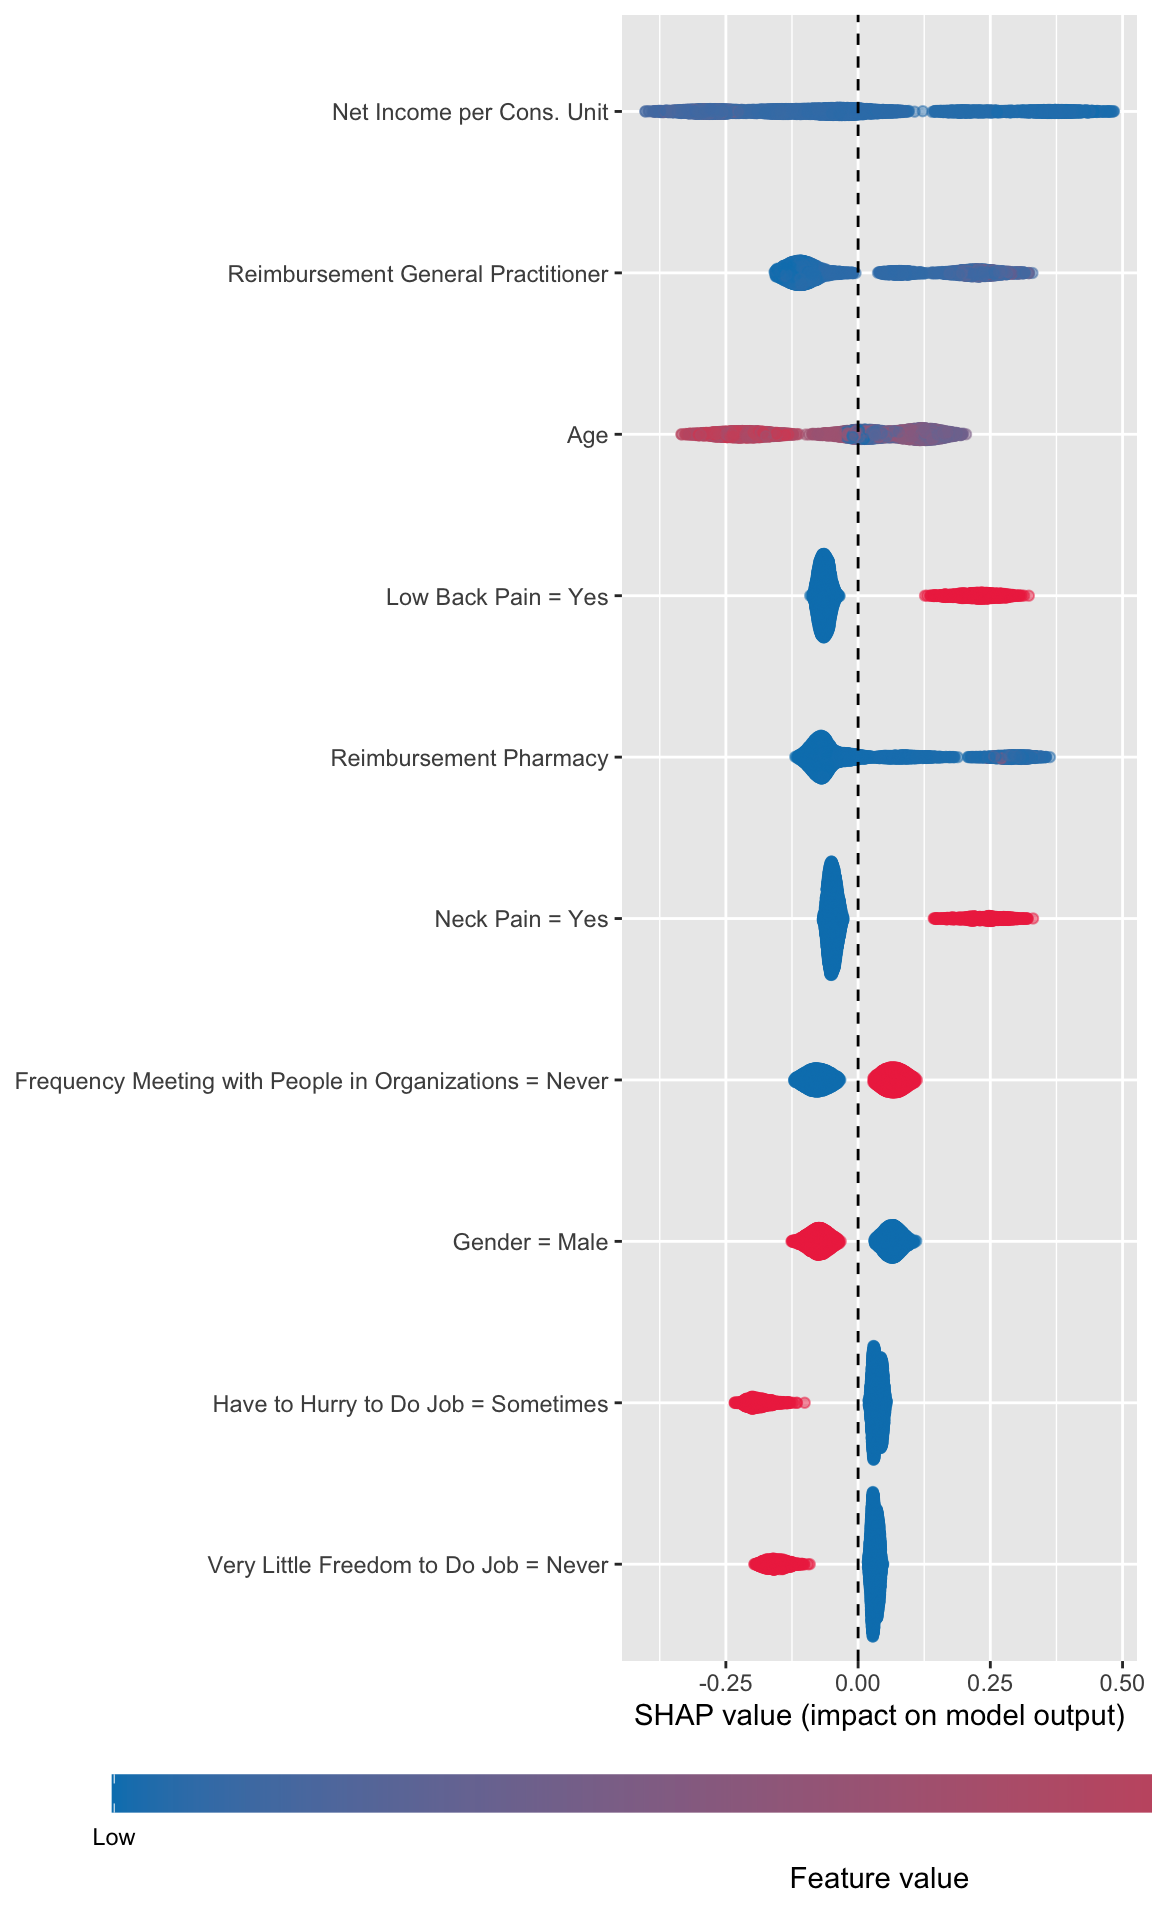 Net Income per Cons. Unit
Reimbursement General Practitioner
Age
Low Back Pain = Yes
Reimbursement Pharmacy
Neck Pain = Yes
Frequency Meeting with People in Organizations = Never
Gender = Male
Have to Hurry to Do Job = Sometimes
Very Little Freedom to Do Job = Never
-0.25 0.00 0.25 0.50
SHAP value (impact on model output)
Low
Feature value